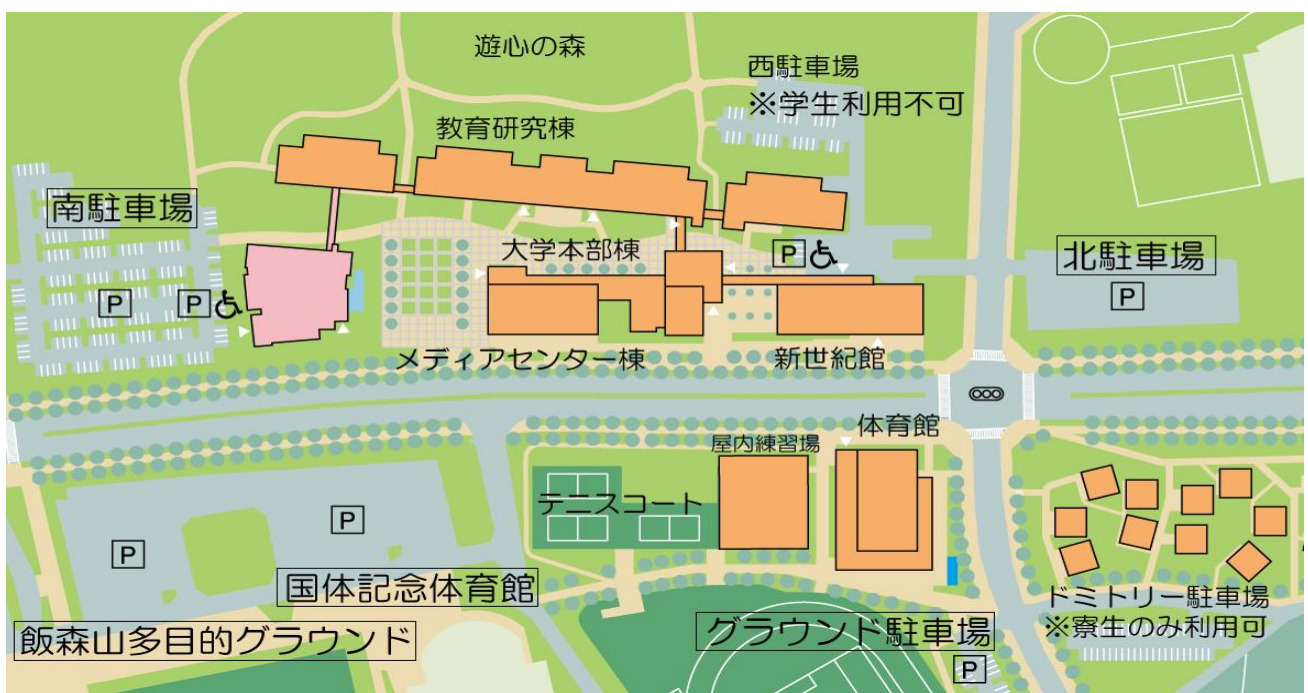 遊心の森
西駐車場
※学生利用不可
教育研究棟
南駐車場
大学本部棟
P
北駐車場
P
P
P
メディアセンター棟
新世紀館
体育館
屋内練習場
テニスコート
P
P
国体記念体育館
飯森山多目的グラウンド
グラウンド駐車場
P
ドミトリー駐車場
※寮生のみ利用可